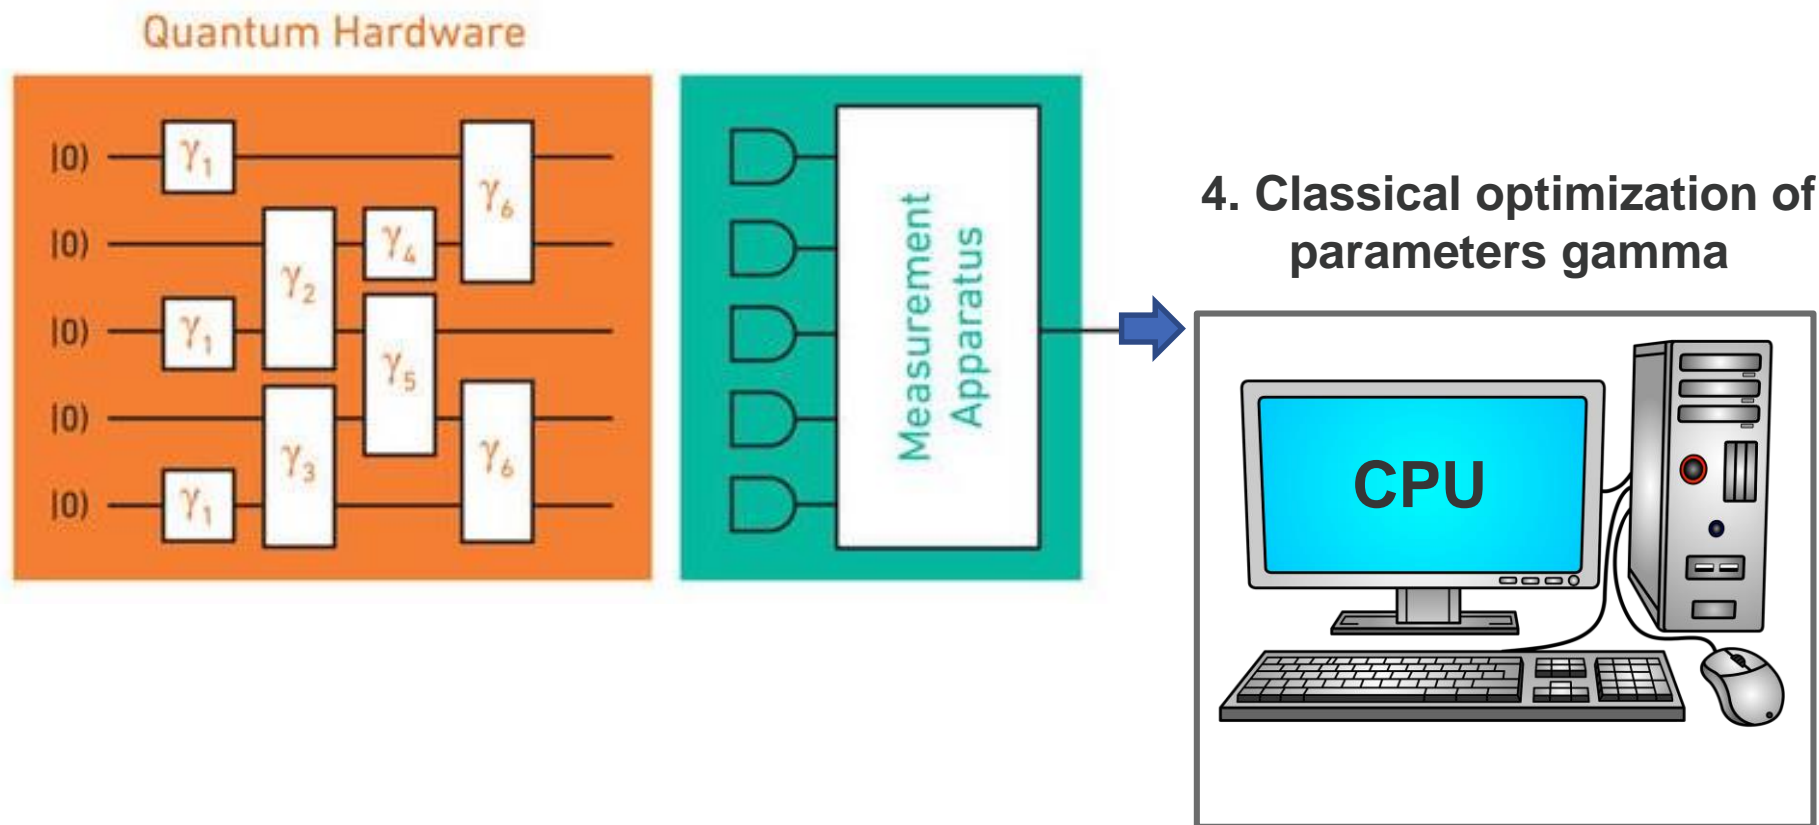 Quantum Hardware
|0⟩ γ₁ γ₆
|0⟩ γ₄
γ₂
|0⟩ γ₁
γ₅
|0⟩
γ₃ γ₆
|0⟩ γ₁
Measurement
Apparatus
4. Classical optimization of
parameters gamma
CPU